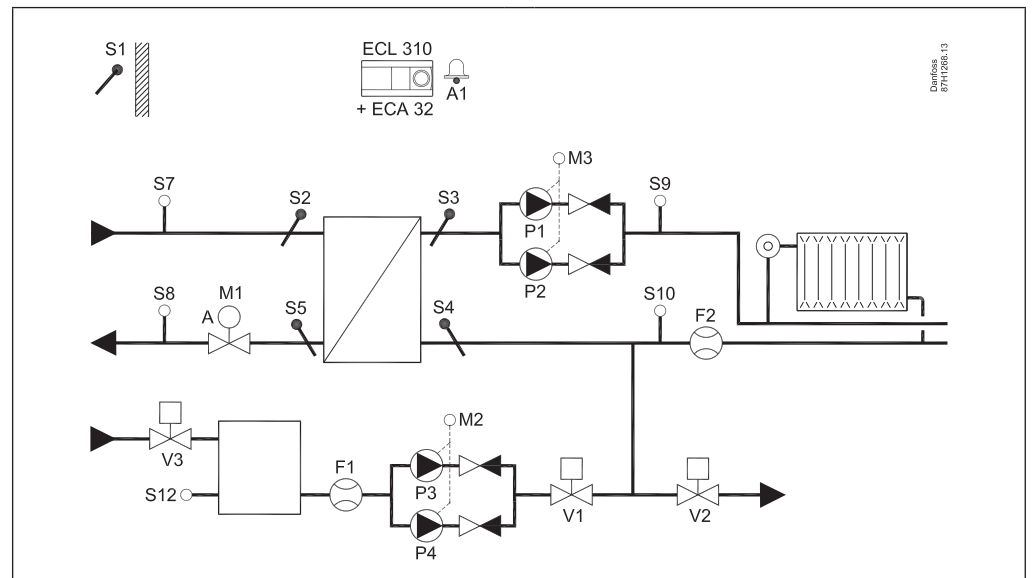 S1
ECL 310
A1
+ ECA 32
Danfoss
87H1268.13
M3
S7
S2
S3
S9
P1
P2
S8
M1
A
S5
S4
S10
F2
M2
V3
F1
P3
S12
V1
V2
P4